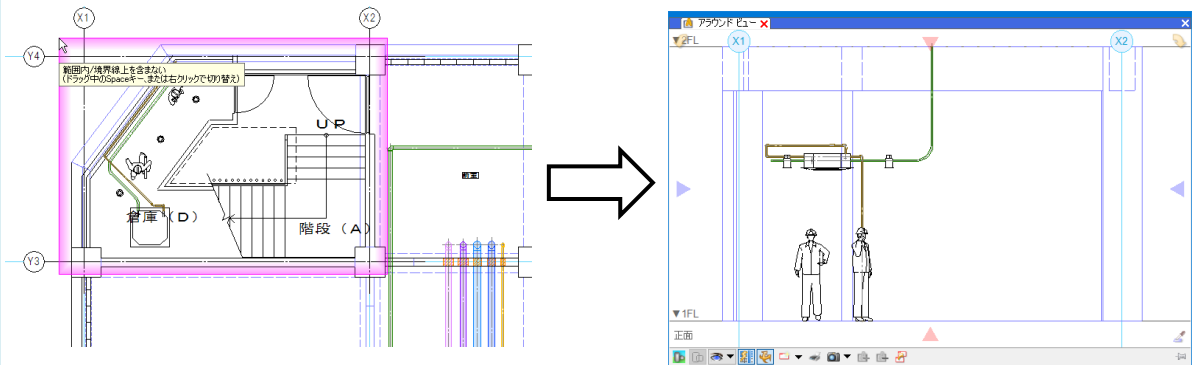 X1
X2
Y4
範囲内/境界線上を含まない
(ドラッグ中のSpaceキー、または右クリックで切り替え)
UP
倉庫(D)
階段(A)
Y3
アラウンド ビュー
▼2FL
X1
X2
▼1FL
正面